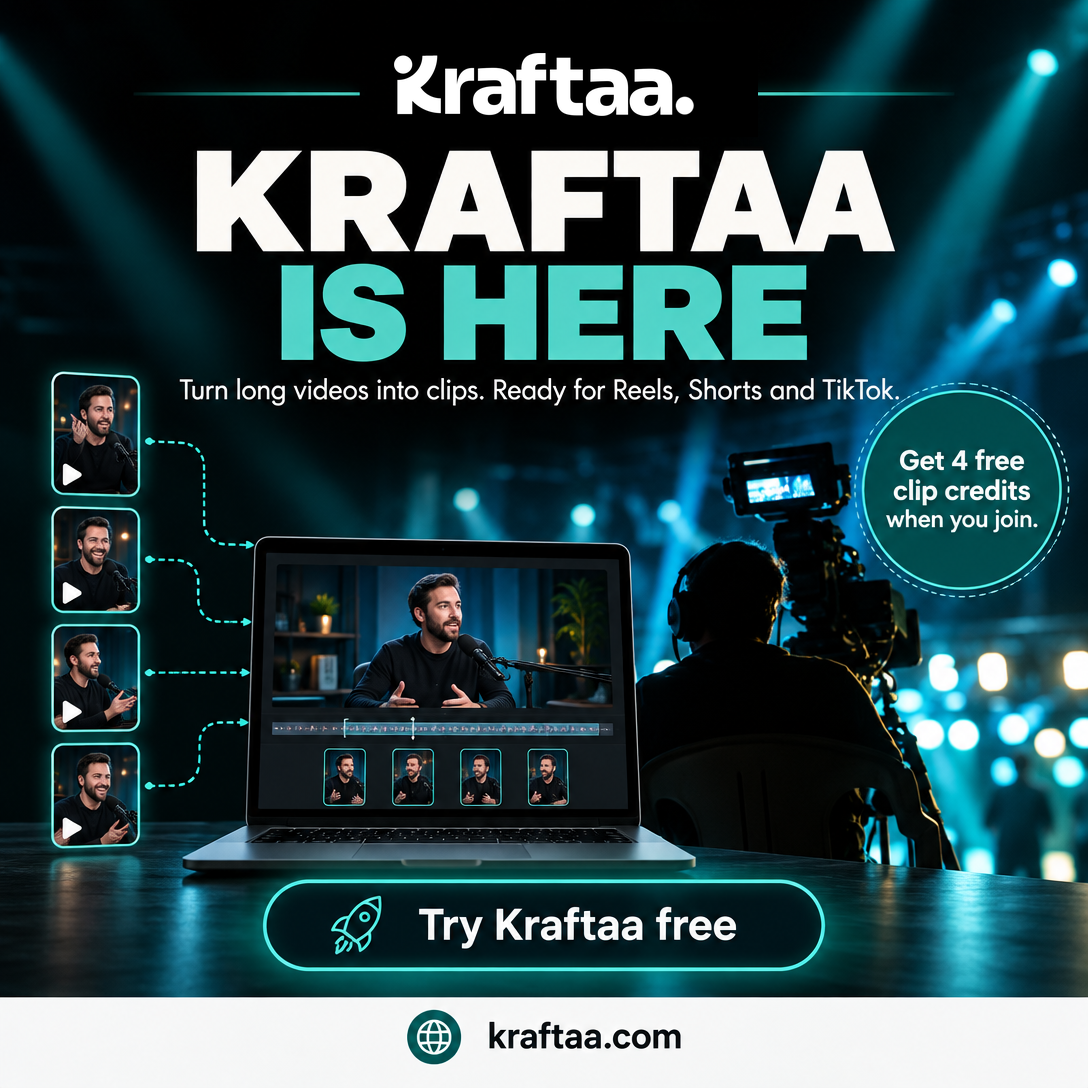 Kraftaa.
KRAFTAA
IS HERE
Turn long videos into clips. Ready for Reels, Shorts and TikTok.
Get 4 free
clip credits
when you join.
Try Kraftaa free
kraftaa.com